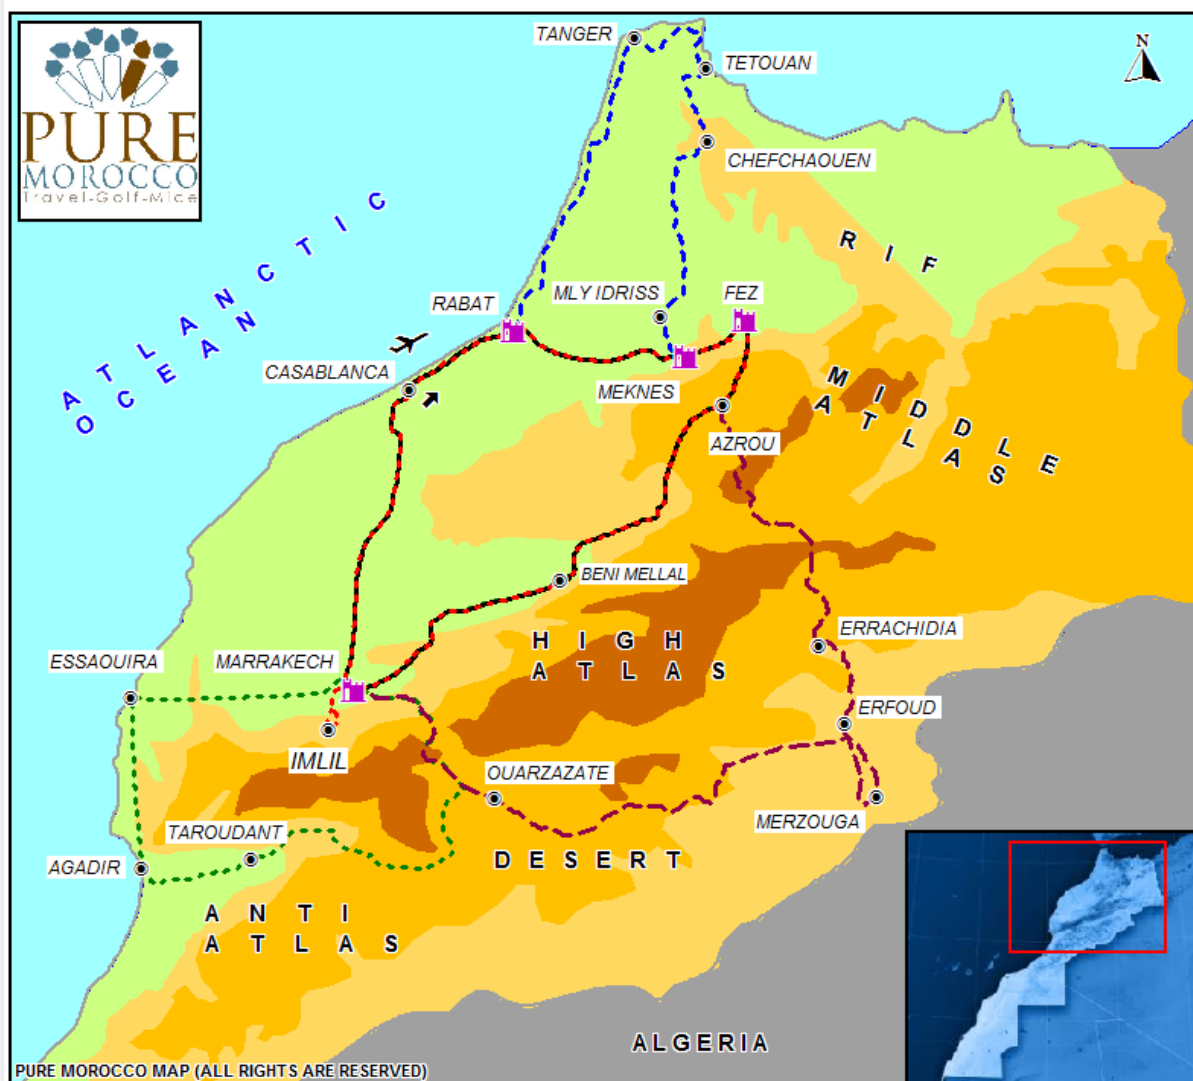 PURE
MOROCCO
Travel-Golf-Mice
TANGER
N
TETOUAN
CHEFCHAOUEN
ATLANCTIC
OCEAN
RIF
RABAT
MLY IDRISS
FEZ
CASABLANCA
MEKNES
MIDDLE
ATLAS
AZROU
BENI MELLAL
HIGH
ATLAS
ERRACHIDIA
ESSAOUIRA
MARRAKECH
ERFOUD
IMLIL
OUARZAZATE
MERZOUGA
TAROUDANT
DESERT
AGADIR
ANTI
ATLAS
ALGERIA
PURE MOROCCO MAP (ALL RIGHTS ARE RESERVED)